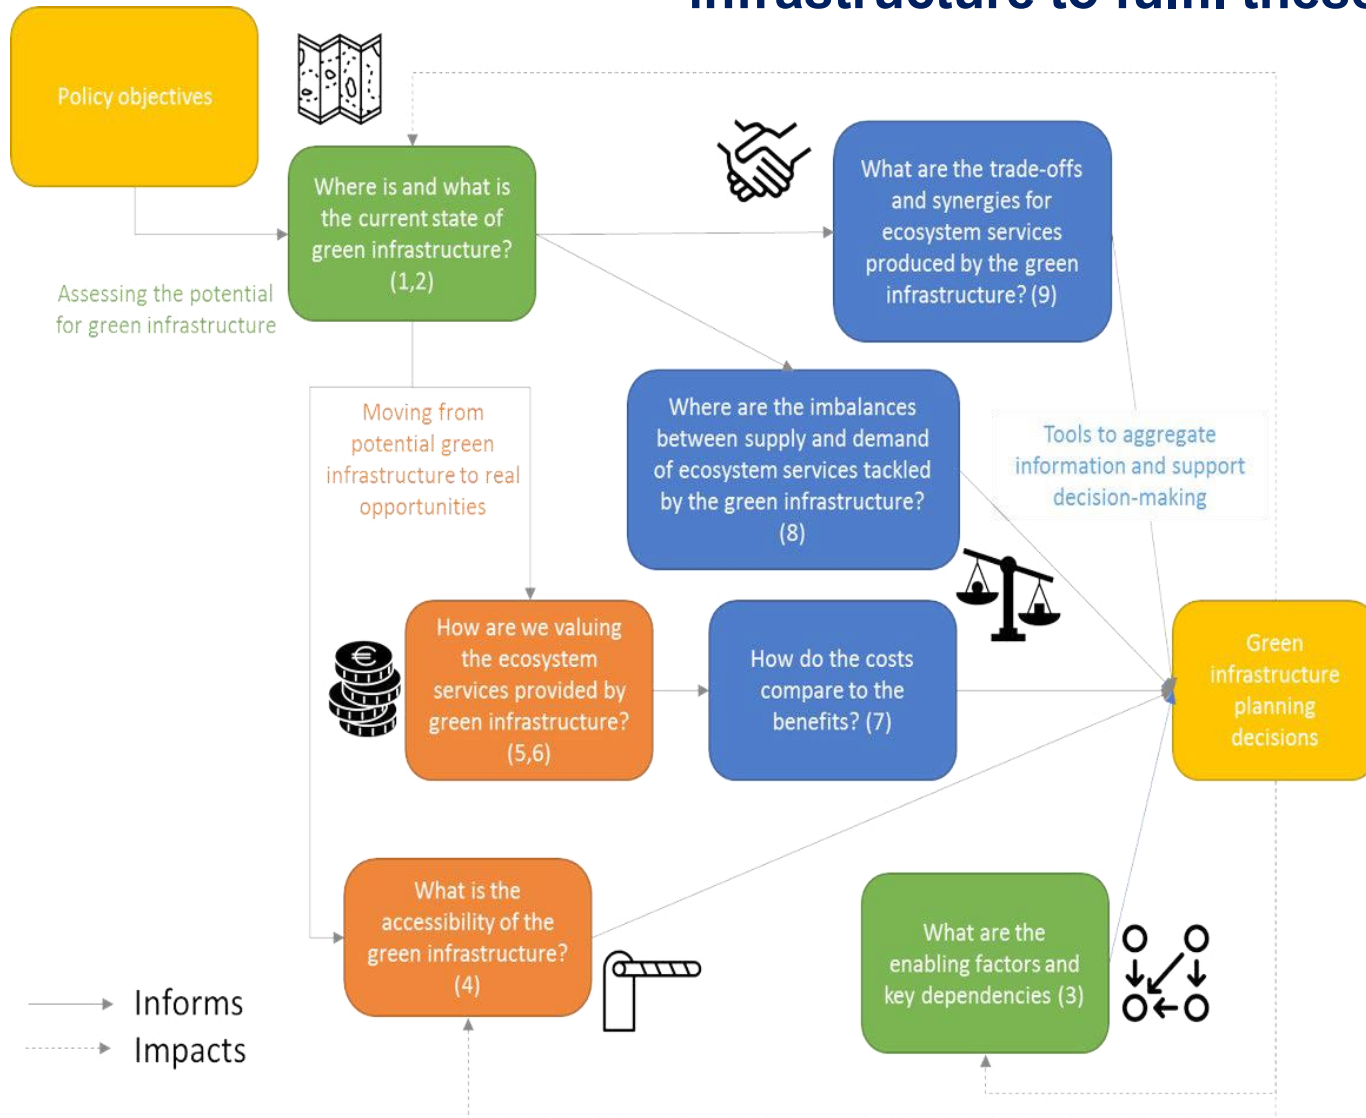 infrastructure to fulfil these
Policy objectives
Where is and what is
the current state of
green infrastructure?
(1,2)
What are the trade-offs
and synergies for
ecosystem services
produced by the green
infrastructure? (9)
Assessing the potential
for green infrastructure
Moving from
potential green
infrastructure to real
opportunities
Where are the imbalances
between supply and demand
of ecosystem services tackled
by the green infrastructure?
(8)
Tools to aggregate
information and support
decision-making
€
How are we valuing
the ecosystem
services provided by
green infrastructure?
(5,6)
How do the costs
compare to the
benefits? (7)
Green
infrastructure
planning
decisions
What is the
accessibility of the
green infrastructure?
(4)
What are the
enabling factors and
key dependencies (3)
Informs
Impacts